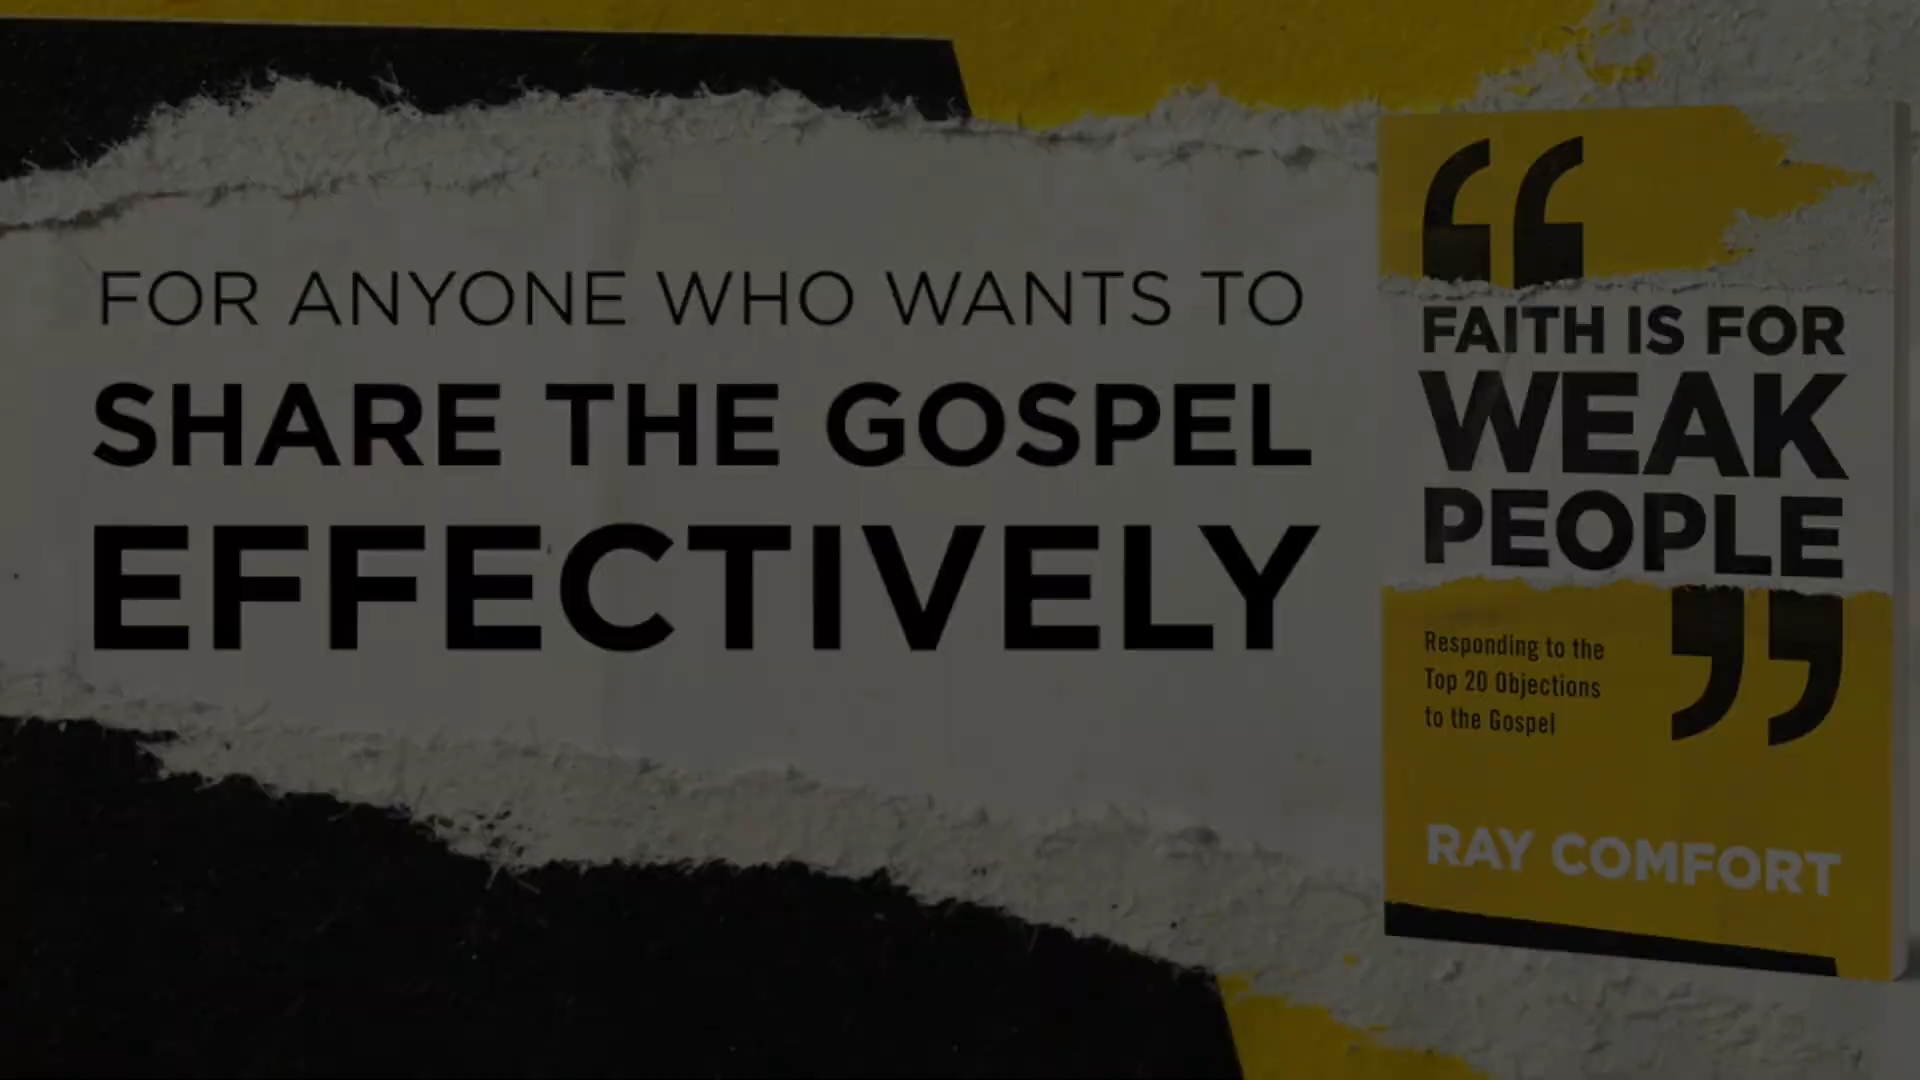 FOR ANYONE WHO WANTS TO
SHARE THE GOSPEL
EFFECTIVELY
“
FAITH IS FOR
WEAK
PEOPLE
”
Responding to the
Top 20 Objections
to the Gospel
RAY COMFORT